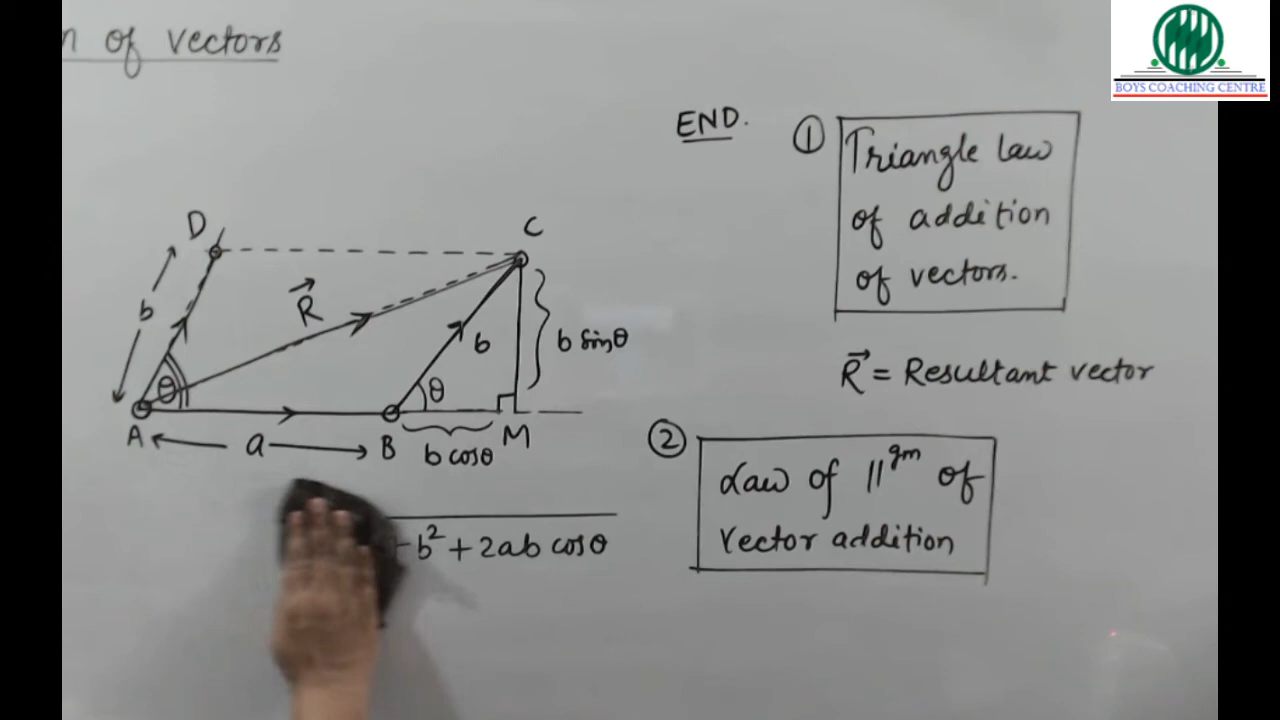 n of vectors
BOYS COACHING CENTRE
END.
① Triangle law
of addition
of vectors.
R⃗ = Resultant vector
② Law of ||gm of
vector addition
D
C
b
R⃗
b
b sinθ
θ
θ
A
a
B
b cosθ
M
b² + 2ab cosθ